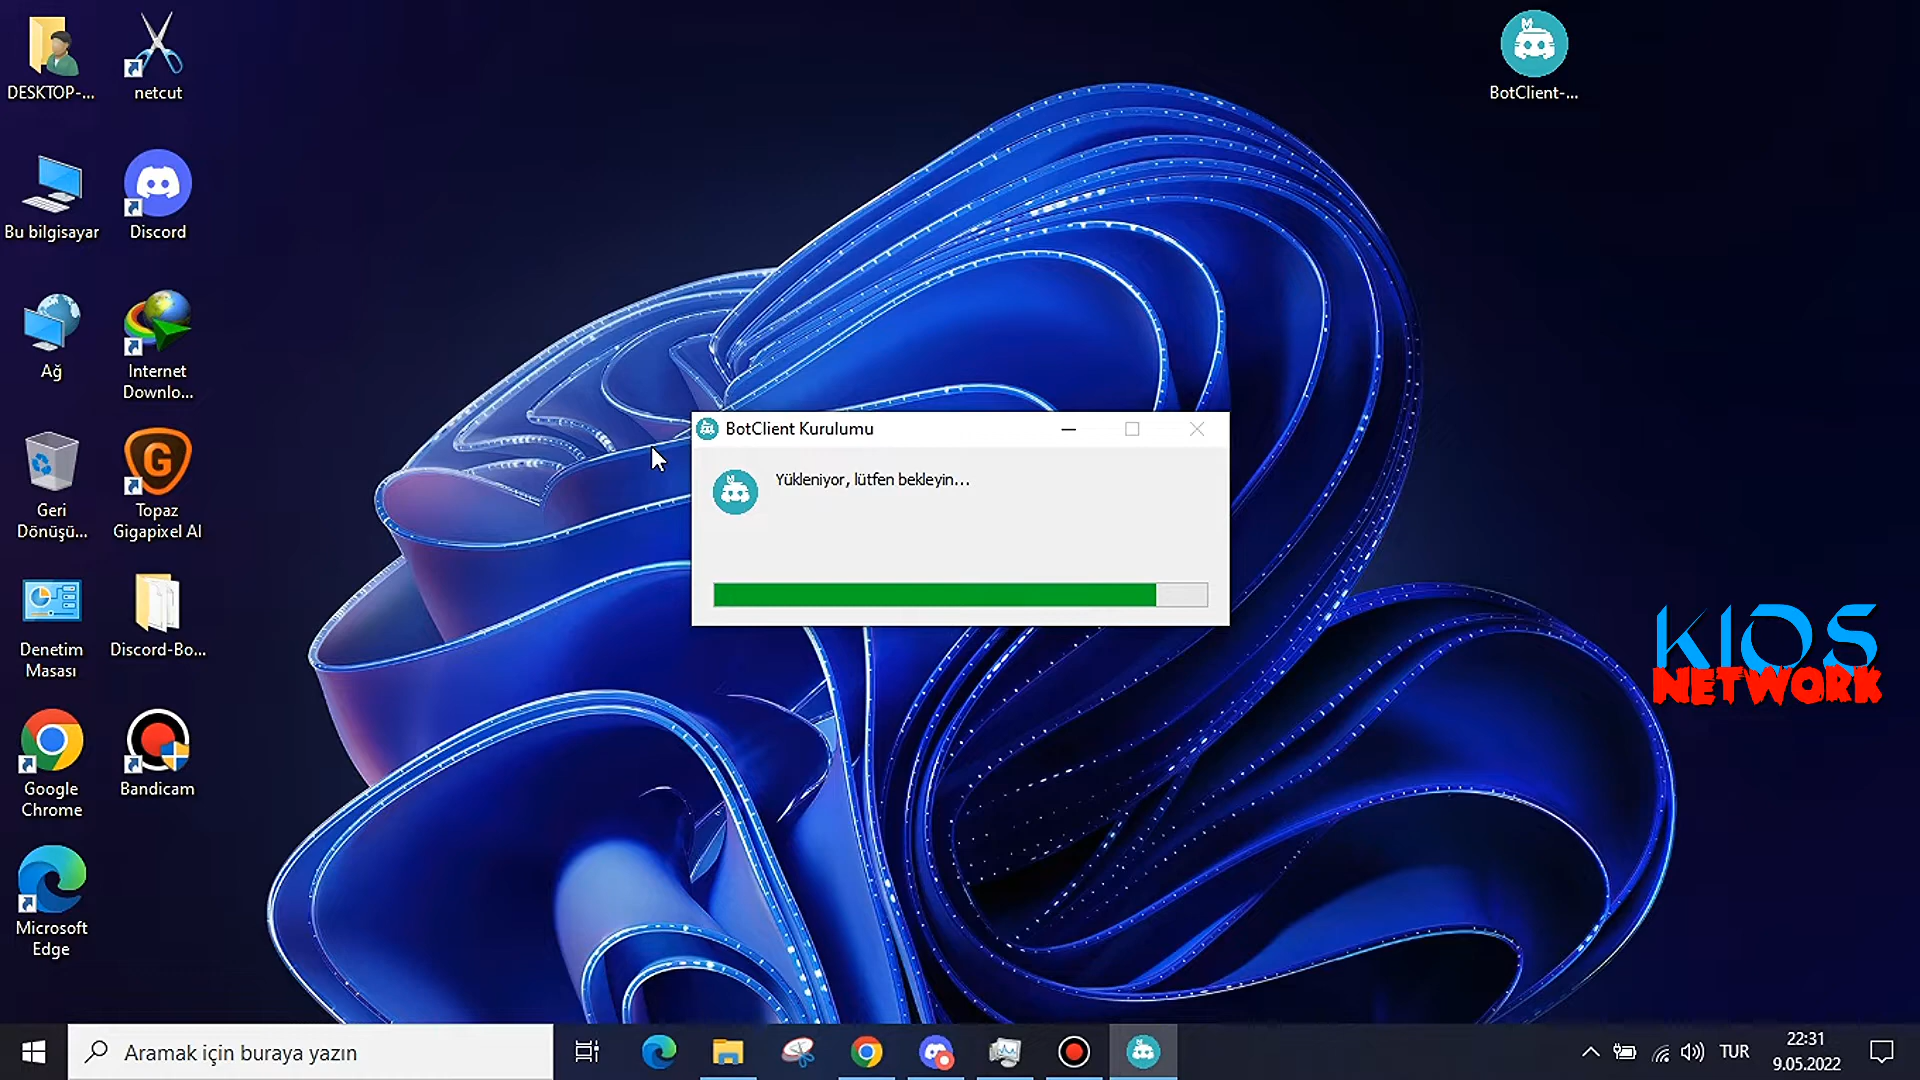 DESKTOP-...
netcut
BotClient-...
Bu bilgisayar
Discord
Ağ
Internet
Downlo...
Geri
Dönüşü...
Topaz
Gigapixel AI
Denetim
Masası
Discord-Bo...
Google
Chrome
Bandicam
Microsoft
Edge
BotClient Kurulumu
Yükleniyor, lütfen bekleyin...
KIOS
NETWORK
Aramak için buraya yazın
TUR
22:31
9.05.2022